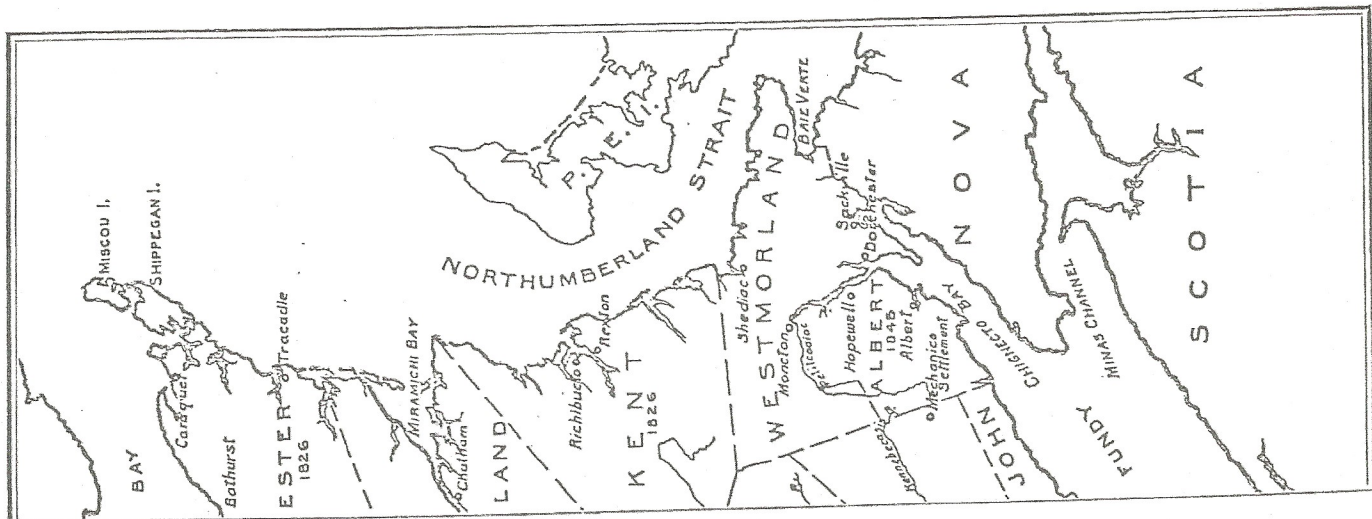 MISCOU I.
SHIPPEGAN I.
BAY
Caraquet
Bathurst
ESTER
1826
Tracadie
MIRAMICHI BAY
Chatham
LAND
P. E. I.
NORTHUMBERLAND STRAIT
Richibucto
Rexton
KENT
1826
Shediac
WESTMORLAND
Moncton
BAIE VERTE
Sackville
Dorchester
Hopewell
ALBERT
1845
Albert
Mechanics
Settlement
Kennebecasis R.
JOHN
CHIGNECTO BAY
FUNDY
MINAS CHANNEL
NOVA
SCOTIA